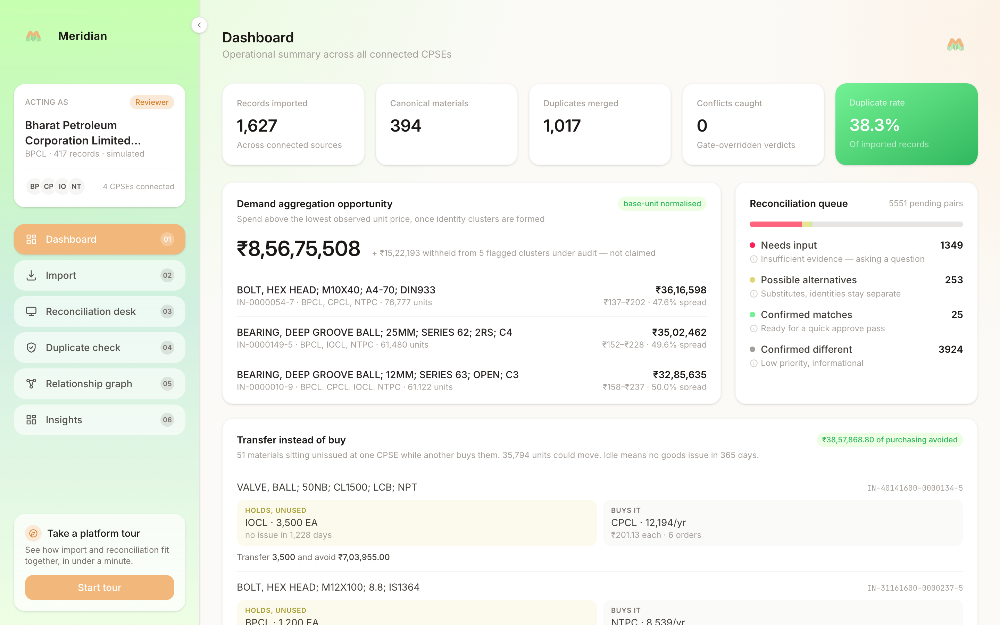 Meridian
ACTING AS
Reviewer
Bharat Petroleum
Corporation Limited...
BPCL · 417 records · simulated
BP CP IO NT
4 CPSEs connected
Dashboard 01
Import 02
Reconciliation desk 03
Duplicate check 04
Relationship graph 05
Insights 06
Take a platform tour
See how import and reconciliation fit
together, in under a minute.
Start tour
Dashboard
Operational summary across all connected CPSEs
Records imported
1,627
Across connected sources
Canonical materials
394
Duplicates merged
1,017
Conflicts caught
0
Gate-overridden verdicts
Duplicate rate
38.3%
Of imported records
Demand aggregation opportunity
base-unit normalised
Spend above the lowest observed unit price, once identity clusters are formed
₹8,56,75,508
+ ₹15,22,193 withheld from 5 flagged clusters under audit — not claimed
BOLT, HEX HEAD; M10X40; A4-70; DIN933
₹36,16,598
IN-0000054-7 · BPCL, CPCL, NTPC · 76,777 units
₹137–₹202 · 47.6% spread
BEARING, DEEP GROOVE BALL; 25MM; SERIES 62; 2RS; C4
₹35,02,462
IN-0000149-5 · BPCL, IOCL, NTPC · 61,480 units
₹152–₹228 · 49.6% spread
BEARING, DEEP GROOVE BALL; 12MM; SERIES 63; OPEN; C3
₹32,85,635
IN-0000010-9 · BPCL, CPCL, IOCL, NTPC · 61,122 units
₹158–₹237 · 50.0% spread
Reconciliation queue
5551 pending pairs
Needs input 1349
Insufficient evidence — asking a question
Possible alternatives 253
Substitutes, identities stay separate
Confirmed matches 25
Ready for a quick approve pass
Confirmed different 3924
Low priority, informational
Transfer instead of buy
₹38,57,868.80 of purchasing avoided
51 materials sitting unissued at one CPSE while another buys them. 35,794 units could move. Idle means no goods issue in 365 days.
VALVE, BALL; 50NB; CL1500; LCB; NPT
IN-40141600-0000134-5
HOLDS, UNUSED
IOCL · 3,500 EA
no issue in 1,228 days
BUYS IT
CPCL · 12,194/yr
₹201.13 each · 6 orders
Transfer 3,500 and avoid ₹7,03,955.00
BOLT, HEX HEAD; M12X100; 8.8; IS1364
IN-31161600-0000237-5
HOLDS, UNUSED
BPCL · 1,200 EA
BUYS IT
NTPC · 8,539/yr